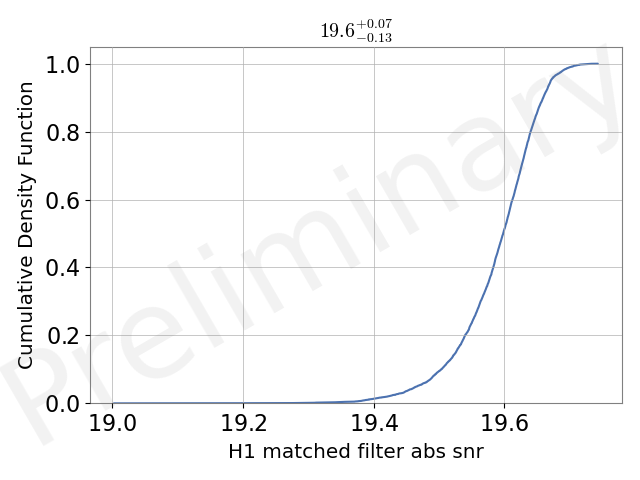 19.6^{+0.07}_{-0.13}
Preliminary
Cumulative Density Function
1.0
0.8
0.6
0.4
0.2
0.0
19.0 19.2 19.4 19.6
H1 matched filter abs snr